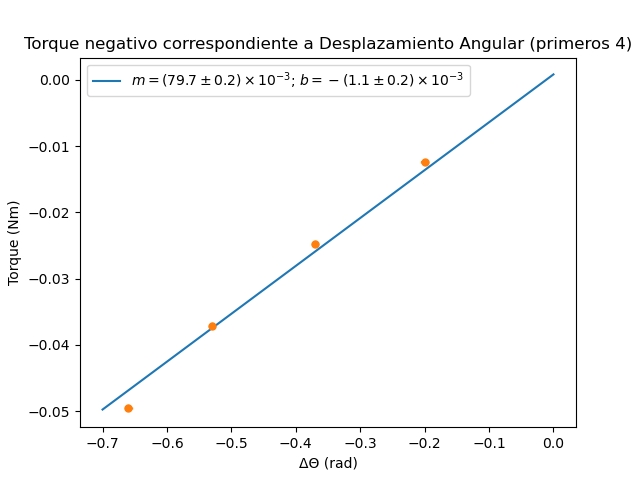 Torque negativo correspondiente a Desplazamiento Angular (primeros 4)
m = (79.7 ± 0.2) × 10⁻³; b = −(1.1 ± 0.2) × 10⁻³
0.00
−0.01
−0.02
−0.03
−0.04
−0.05
Torque (Nm)
−0.7 −0.6 −0.5 −0.4 −0.3 −0.2 −0.1 0.0
ΔΘ (rad)